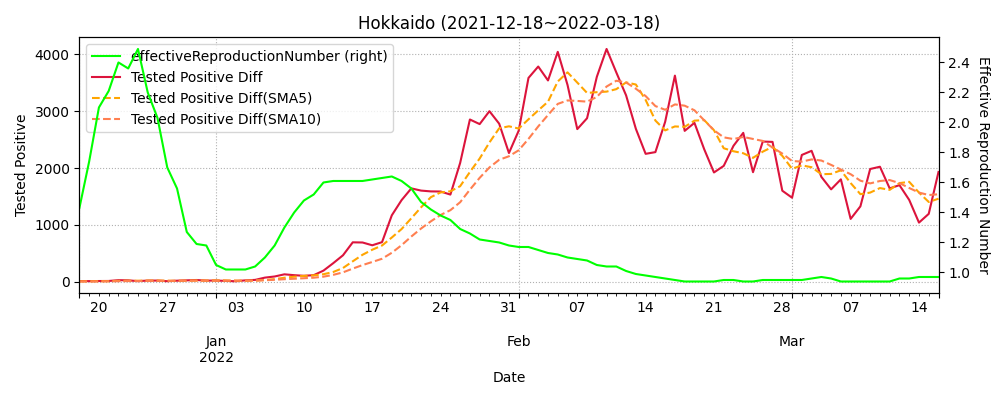 Hokkaido (2021-12-18~2022-03-18)
effectiveReproductionNumber (right)
Tested Positive Diff
Tested Positive Diff(SMA5)
Tested Positive Diff(SMA10)
Tested Positive
4000
3000
2000
1000
0
Effective Reproduction Number
2.4
2.2
2.0
1.8
1.6
1.4
1.2
1.0
20 27 03 10 17 24 31 07 14 21 28 07 14
Jan Feb Mar
2022
Date